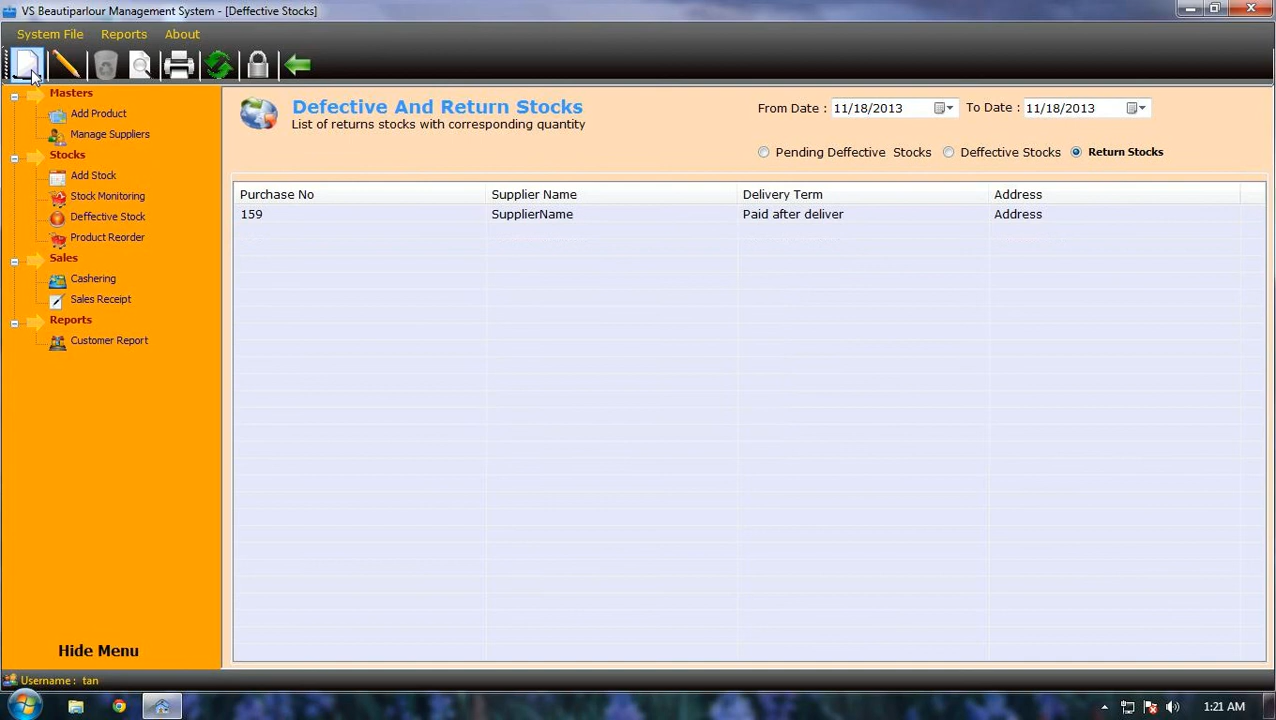 VS Beautiparlour Management System - [Deffective Stocks]
System File Reports About
Masters
Add Product
Manage Suppliers
Stocks
Add Stock
Stock Monitoring
Deffective Stock
Product Reorder
Sales
Cashering
Sales Receipt
Reports
Customer Report
Hide Menu
Defective And Return Stocks
List of returns stocks with corresponding quantity
From Date : 11/18/2013 To Date : 11/18/2013
Pending Deffective Stocks Deffective Stocks Return Stocks
Purchase No Supplier Name Delivery Term Address
159 SupplierName Paid after deliver Address
Username : tan
1:21 AM